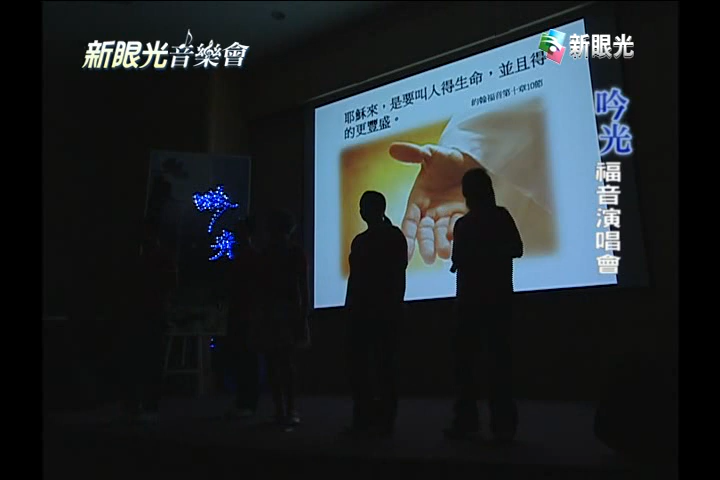 新眼光音樂會
新眼光
耶穌來，是要叫人得生命，並且得
的更豐盛。
約翰福音第十章10節
吟光
福音演唱會
吟光